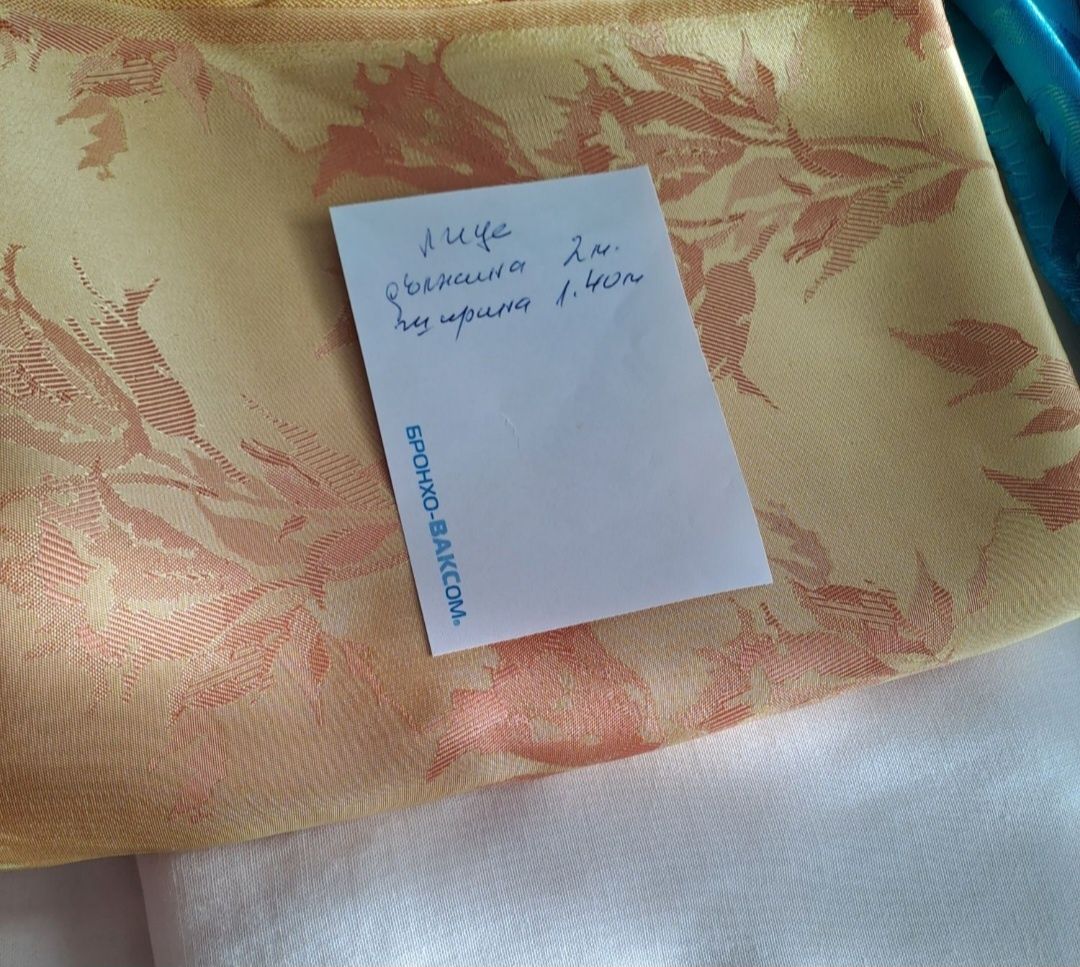 лице
дължина 2м.
ширина 1.40м
БРОНХО-ВАКСОМ®